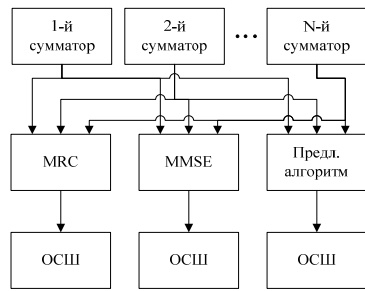 1-й
сумматор
2-й
сумматор
...
N-й
сумматор
MRC
MMSE
Предл.
алгоритм
ОСШ
ОСШ
ОСШ